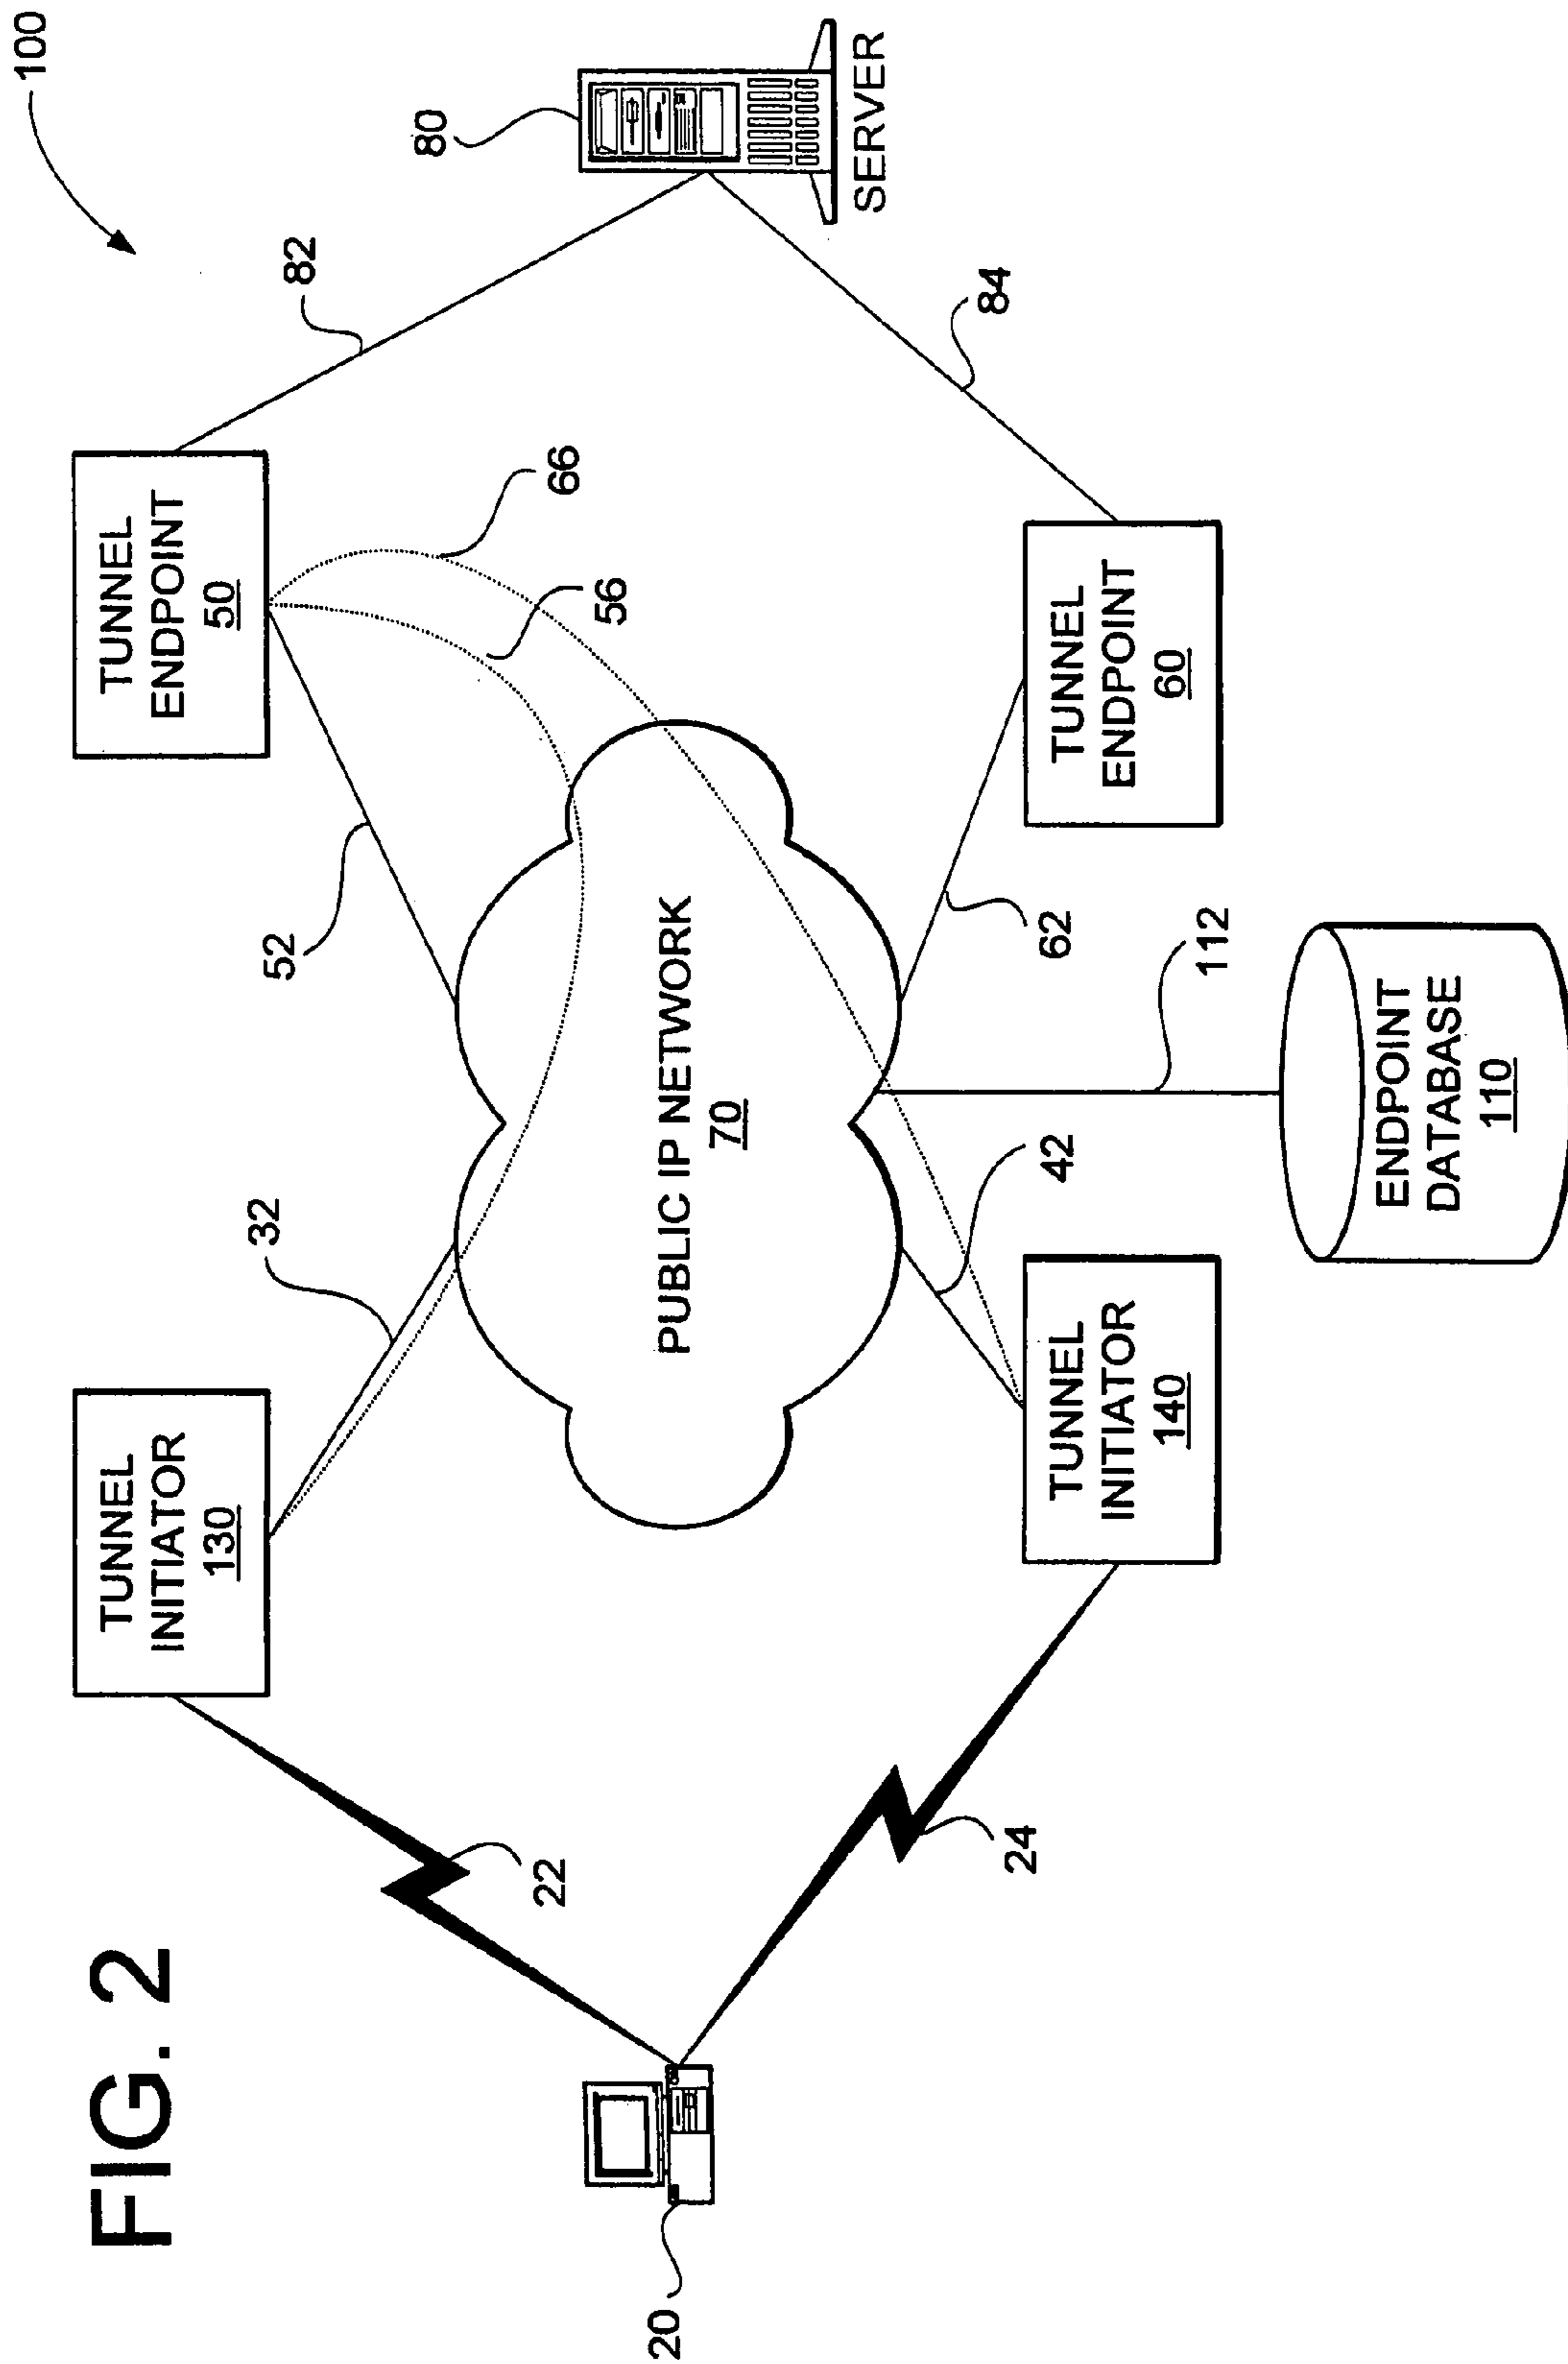 FIG. 2
100
TUNNEL
INITIATOR
130
TUNNEL
ENDPOINT
50
32
52
82
22
66
56
80
SERVER
20
PUBLIC IP NETWORK
70
24
84
42
62
112
TUNNEL
INITIATOR
140
TUNNEL
ENDPOINT
60
ENDPOINT
DATABASE
110